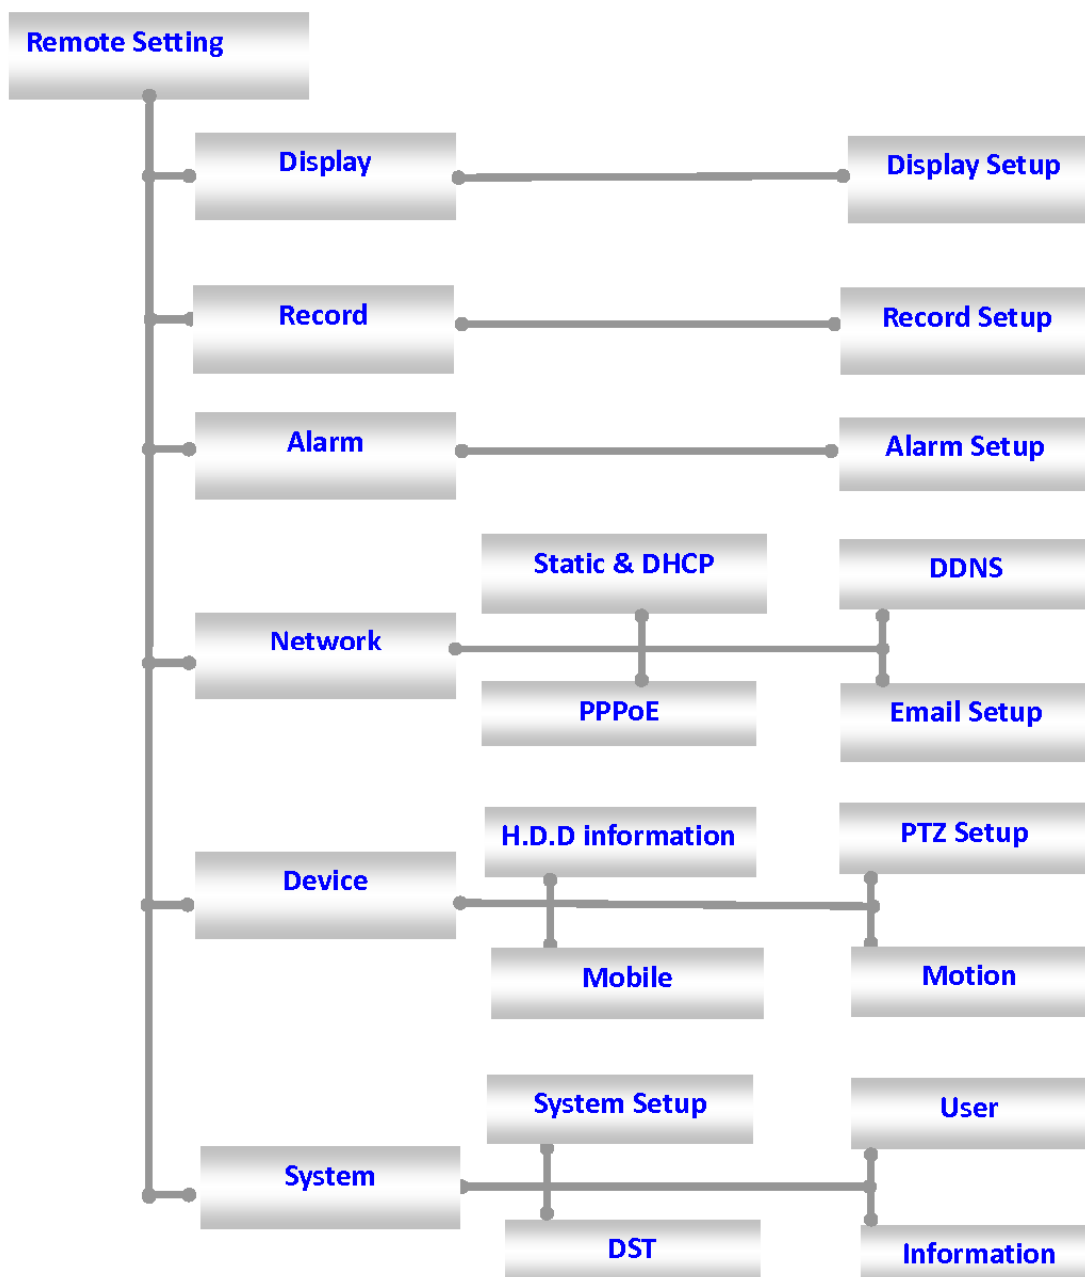 Remote Setting
Display
Display Setup
Record
Record Setup
Alarm
Alarm Setup
Static & DHCP
DDNS
Network
PPPoE
Email Setup
H.D.D information
PTZ Setup
Device
Mobile
Motion
System Setup
User
System
DST
Information